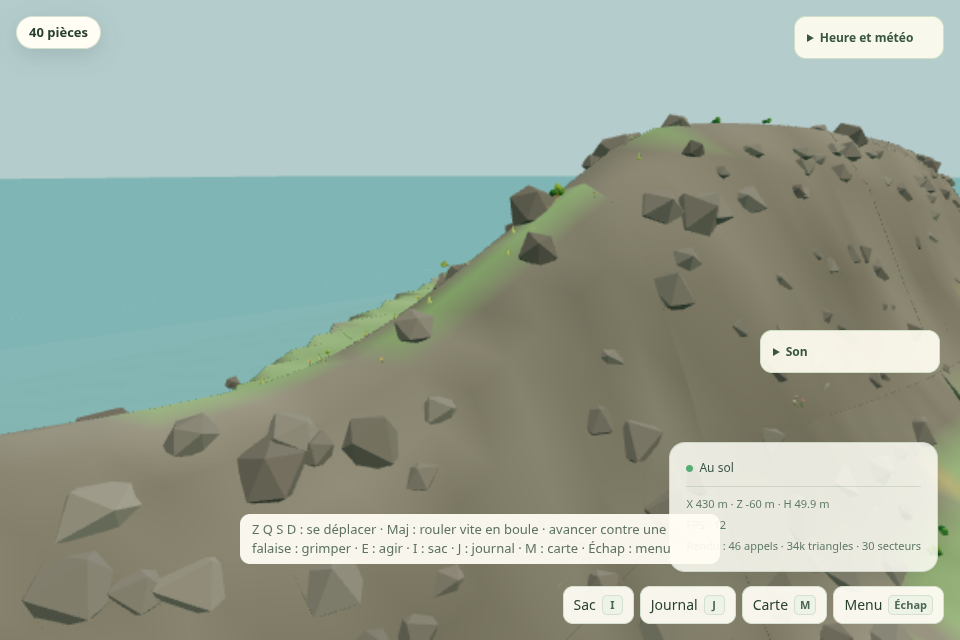 40 pièces
▸ Heure et météo
▸ Son
Au sol
X 430 m · Z -60 m · H 49.9 m
2
Rendu : 46 appels · 34k triangles · 30 secteurs
Z Q S D : se déplacer · Maj : rouler vite en boule · avancer contre une
falaise : grimper · E : agir · I : sac · J : journal · M : carte · Échap : menu
Sac I
Journal J
Carte M
Menu Échap